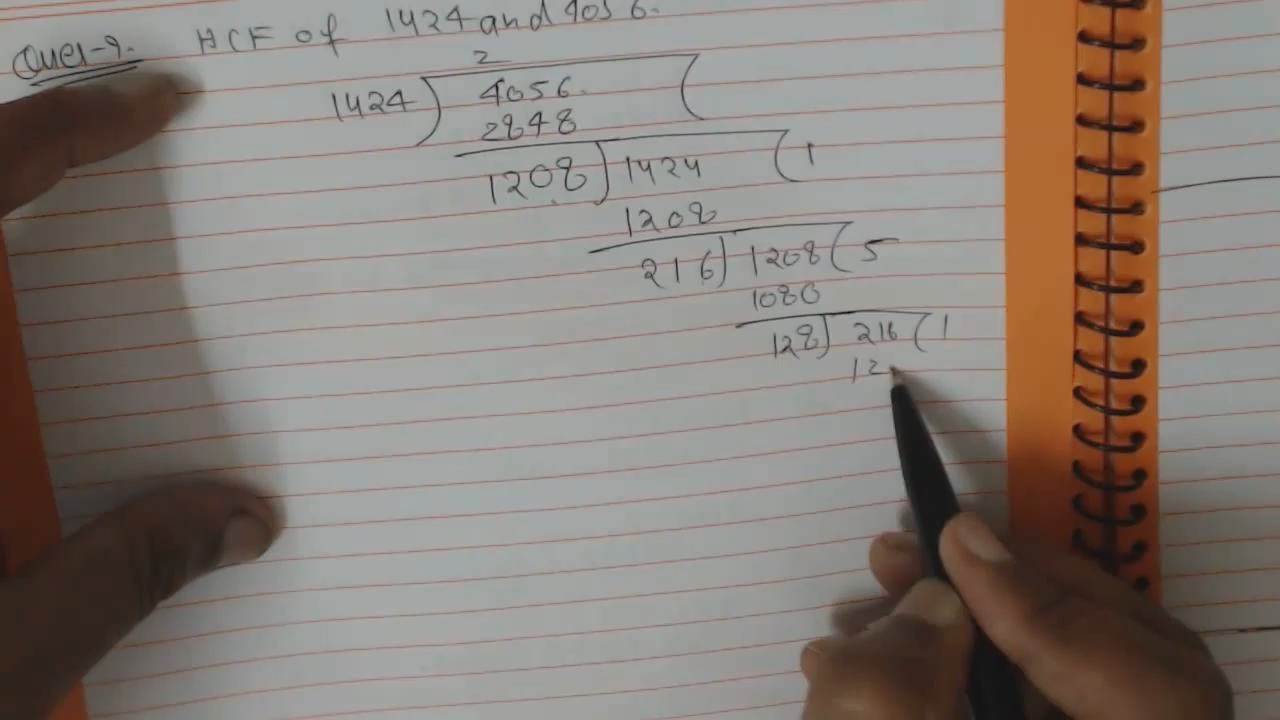 Ques-9. HCF of 1424 and 4056.
2
1424 ) 4056 (
2848
1208 ) 1424 ( 1
1208
216 ) 1208 ( 5
1080
128 ) 216 ( 1
12